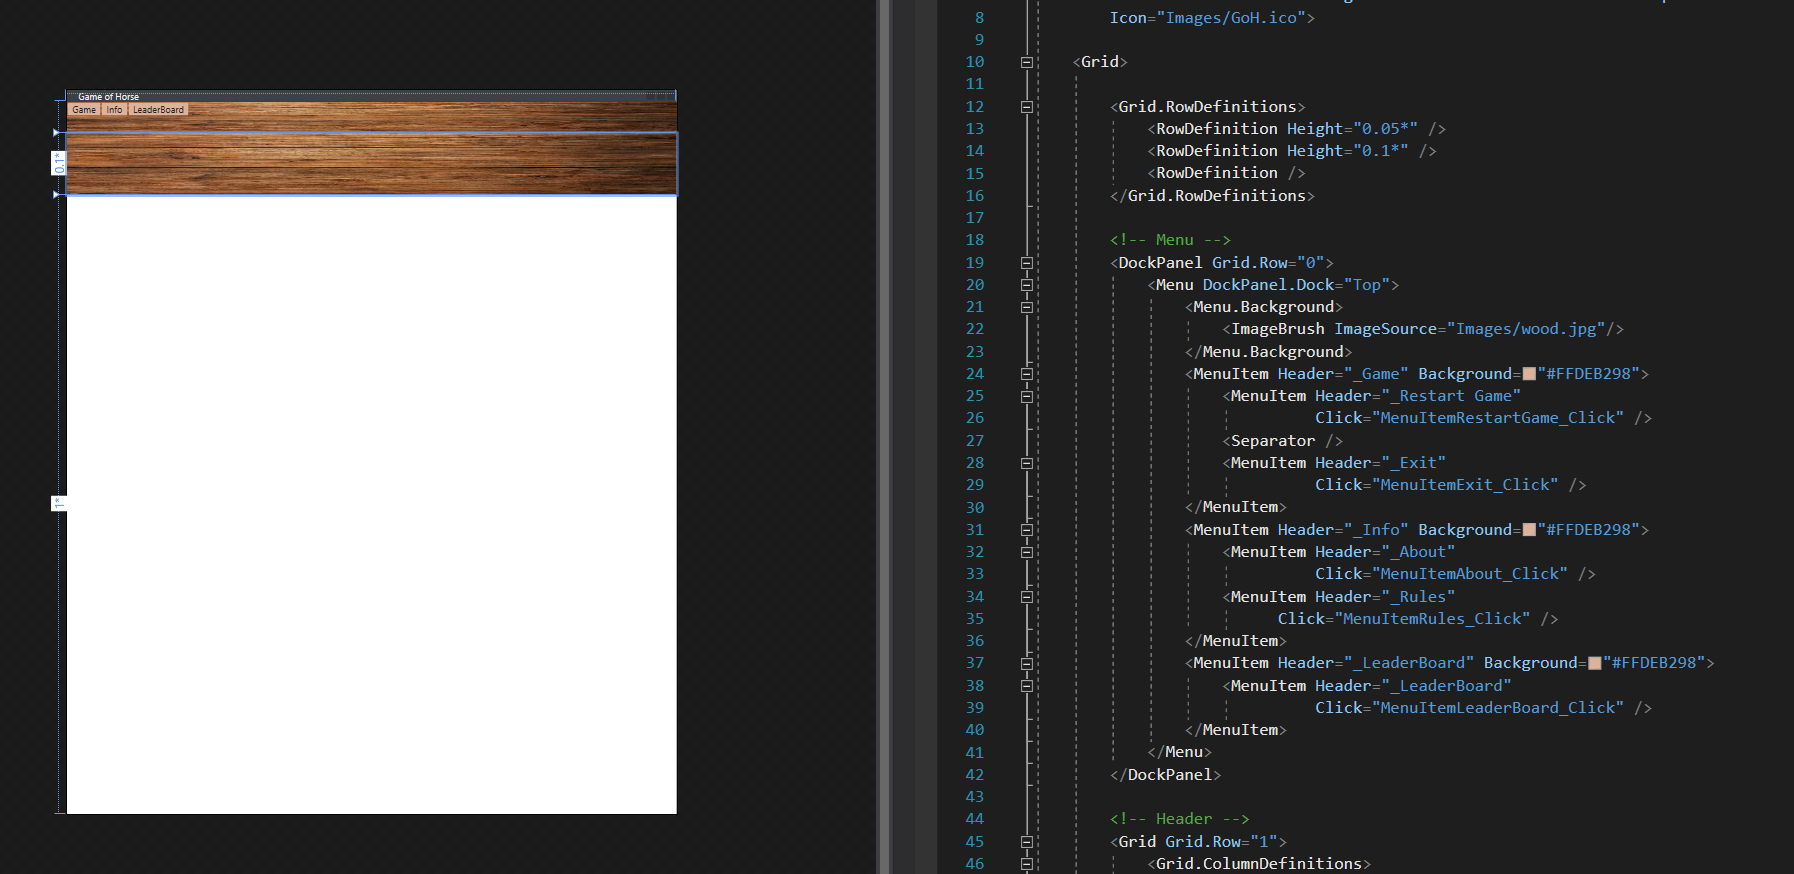 Game of Horse
Game Info LeaderBoard
0.1*
1*
8 Icon="Images/GoH.ico">
9
10 <Grid>
11
12 <Grid.RowDefinitions>
13 <RowDefinition Height="0.05*" />
14 <RowDefinition Height="0.1*" />
15 <RowDefinition />
16 </Grid.RowDefinitions>
17
18 <!-- Menu -->
19 <DockPanel Grid.Row="0">
20 <Menu DockPanel.Dock="Top">
21 <Menu.Background>
22 <ImageBrush ImageSource="Images/wood.jpg"/>
23 </Menu.Background>
24 <MenuItem Header="_Game" Background="#FFDEB298">
25 <MenuItem Header="_Restart Game"
26 Click="MenuItemRestartGame_Click" />
27 <Separator />
28 <MenuItem Header="_Exit"
29 Click="MenuItemExit_Click" />
30 </MenuItem>
31 <MenuItem Header="_Info" Background="#FFDEB298">
32 <MenuItem Header="_About"
33 Click="MenuItemAbout_Click" />
34 <MenuItem Header="_Rules"
35 Click="MenuItemRules_Click" />
36 </MenuItem>
37 <MenuItem Header="_LeaderBoard" Background="#FFDEB298">
38 <MenuItem Header="_LeaderBoard"
39 Click="MenuItemLeaderBoard_Click" />
40 </MenuItem>
41 </Menu>
42 </DockPanel>
43
44 <!-- Header -->
45 <Grid Grid.Row="1">
46 <Grid.ColumnDefinitions>